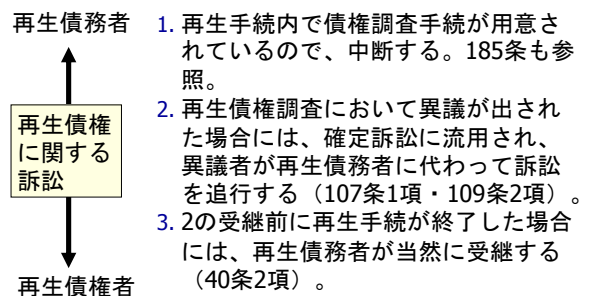 再生債務者
再生債権
に関する
訴訟
再生債権者
1. 再生手続内で債権調査手続が用意さ
れているので、中断する。185条も参
照。
2. 再生債権調査において異議が出され
た場合には、確定訴訟に流用され、
異議者が再生債務者に代わって訴訟
を追行する（107条1項・109条2項）。
3. 2の受継前に再生手続が終了した場合
には、再生債務者が当然に受継する
（40条2項）。